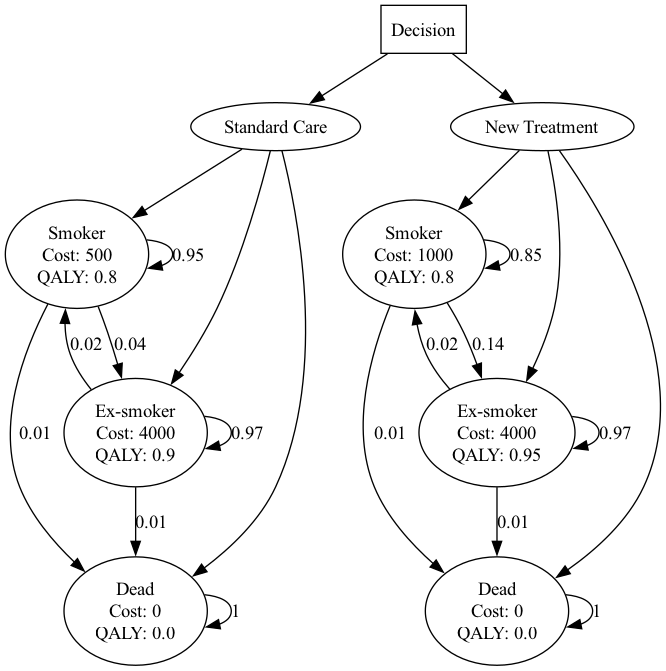 Decision
Standard Care
New Treatment
Smoker
Cost: 500
QALY: 0.8
0.95
Smoker
Cost: 1000
QALY: 0.8
0.85
0.02
0.04
0.02
0.14
Ex-smoker
Cost: 4000
QALY: 0.9
0.97
0.01
Ex-smoker
Cost: 4000
QALY: 0.95
0.97
0.01
0.01
0.01
Dead
Cost: 0
QALY: 0.0
1
Dead
Cost: 0
QALY: 0.0
1